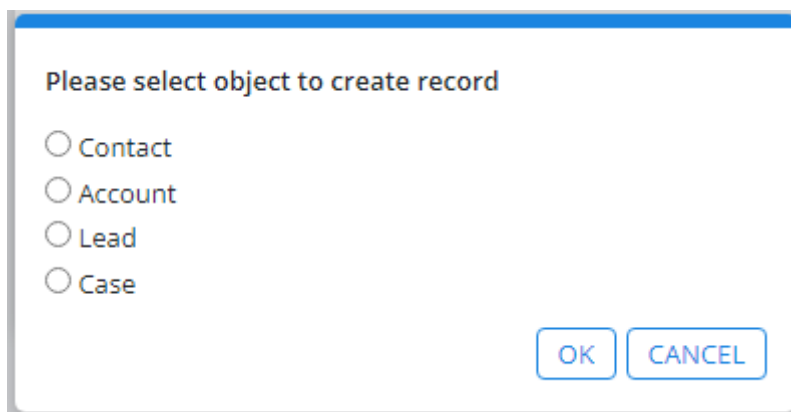 Please select object to create record
Contact
Account
Lead
Case
OK CANCEL